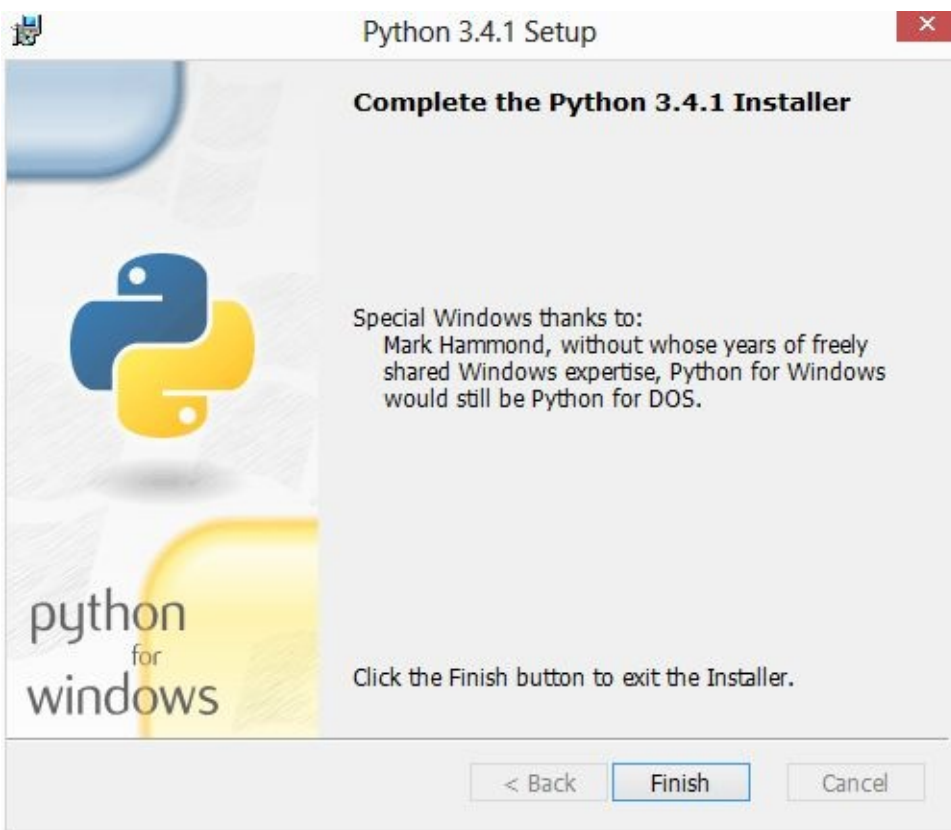 Python 3.4.1 Setup
Complete the Python 3.4.1 Installer
Special Windows thanks to:
Mark Hammond, without whose years of freely
shared Windows expertise, Python for Windows
would still be Python for DOS.
python
for
windows
Click the Finish button to exit the Installer.
< Back Finish Cancel